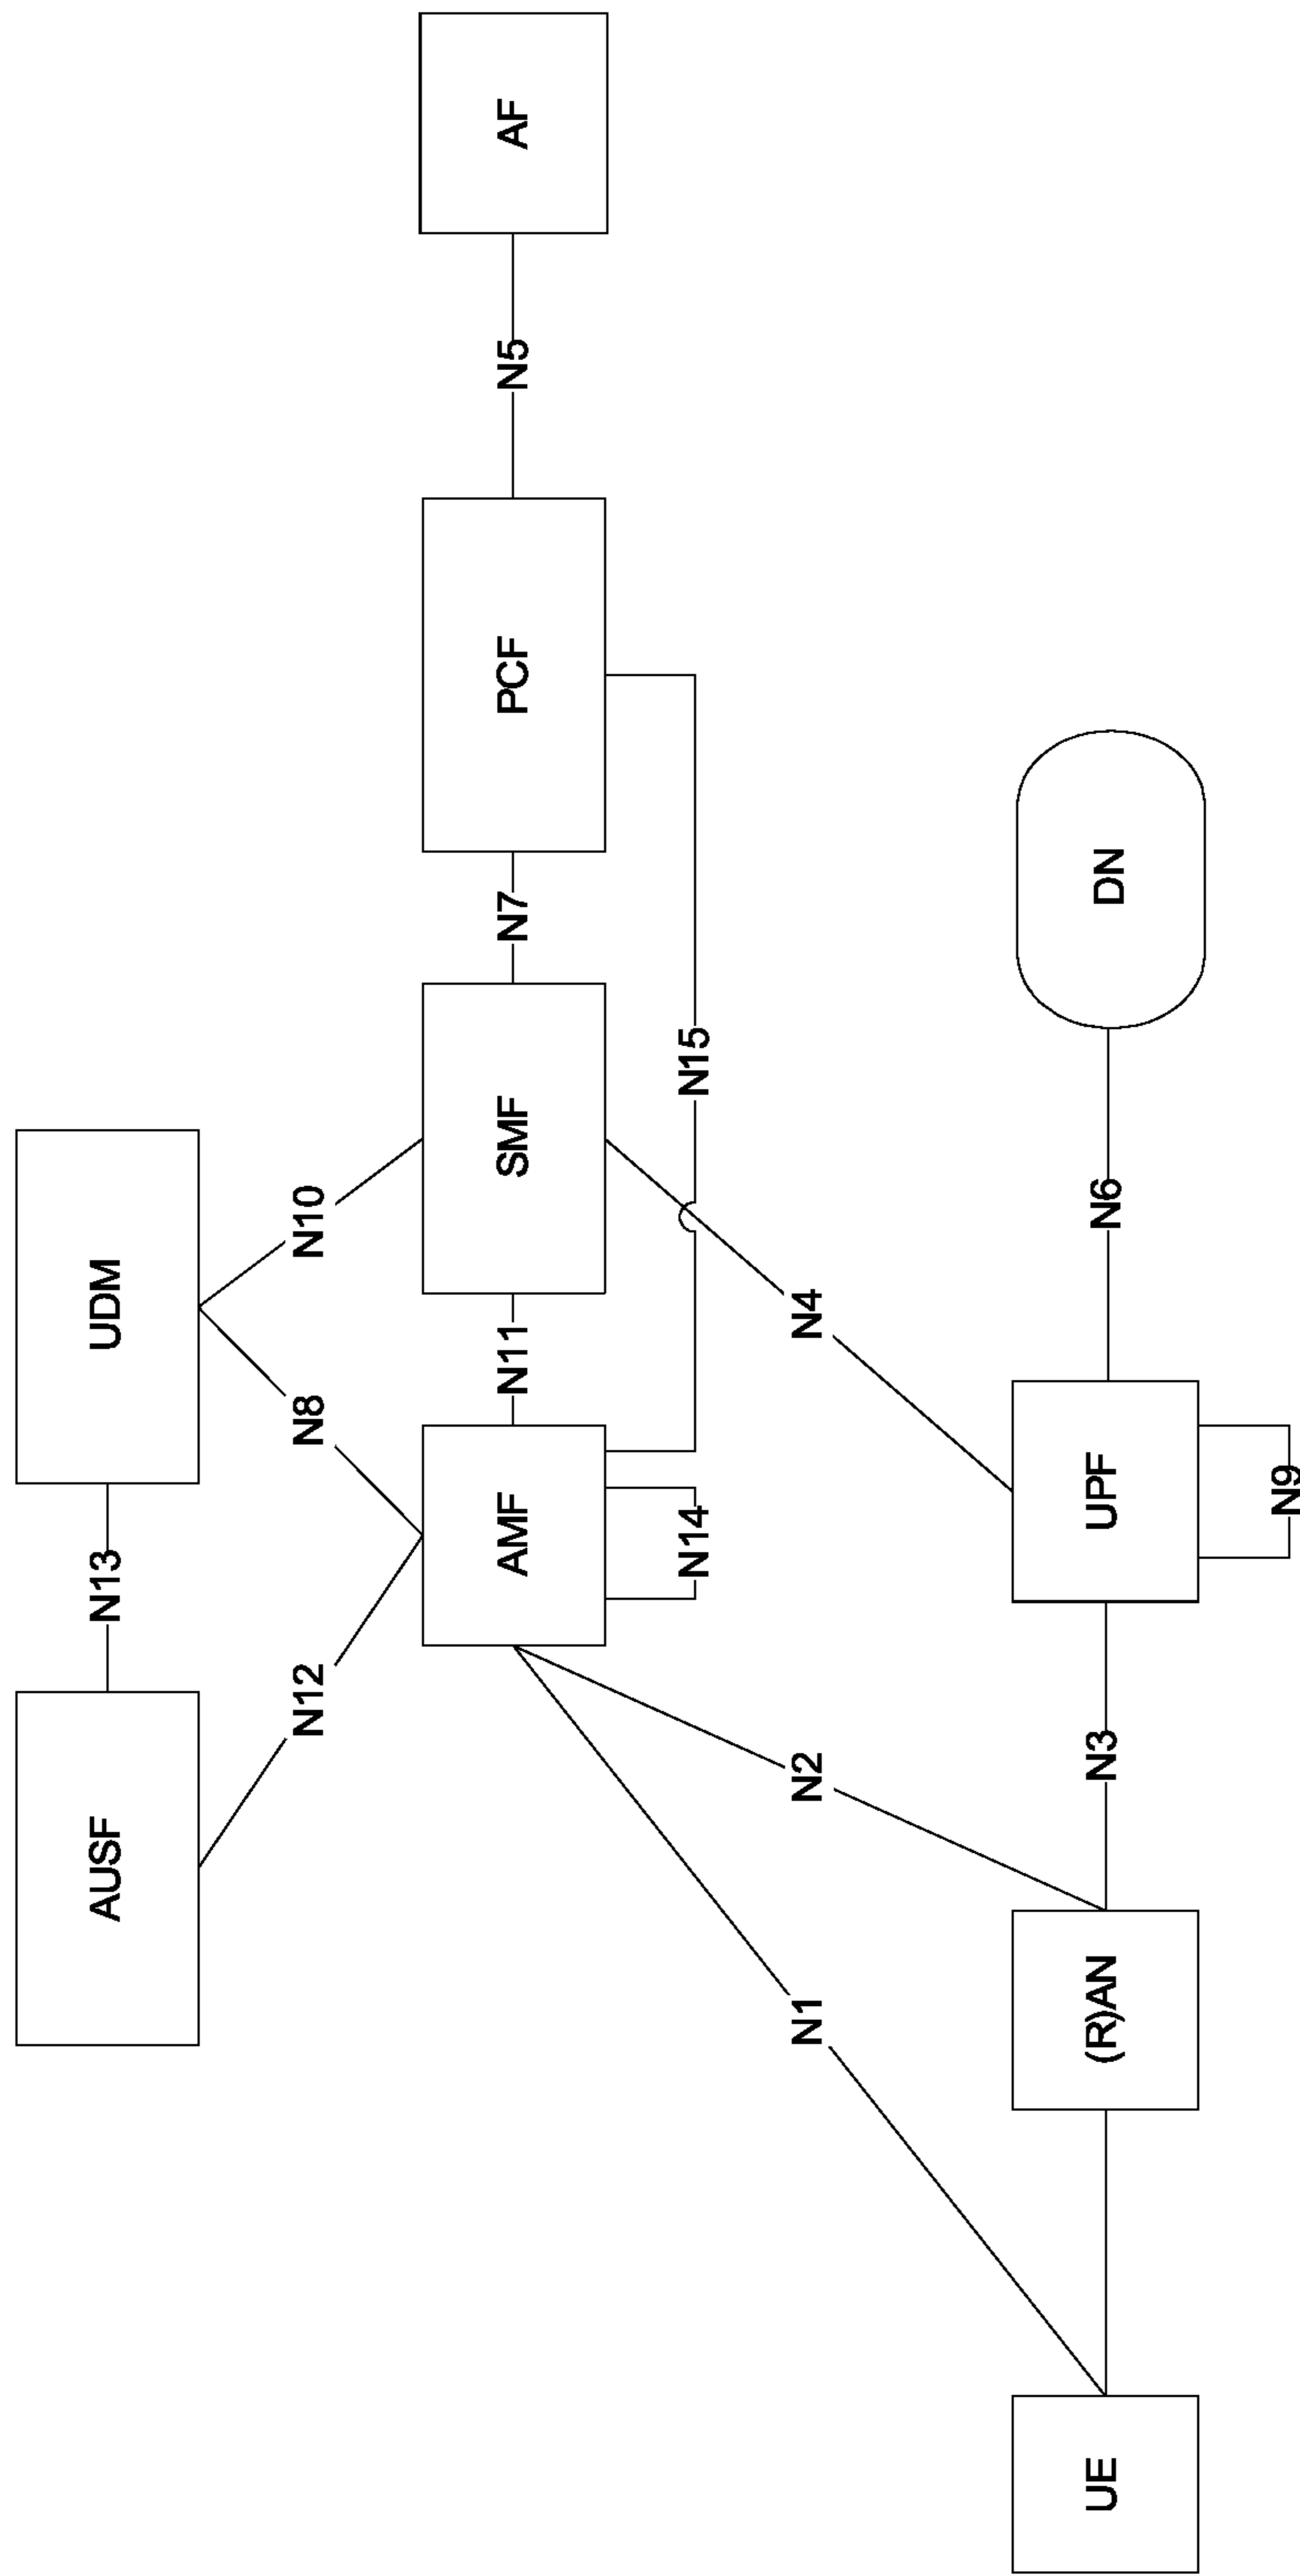 AUSF
N13
UDM
N12
N8
N10
AMF
N11
SMF
N7
PCF
N5
AF
N14
N15
N1
N2
N4
UE
(R)AN
N3
UPF
N6
DN
N9